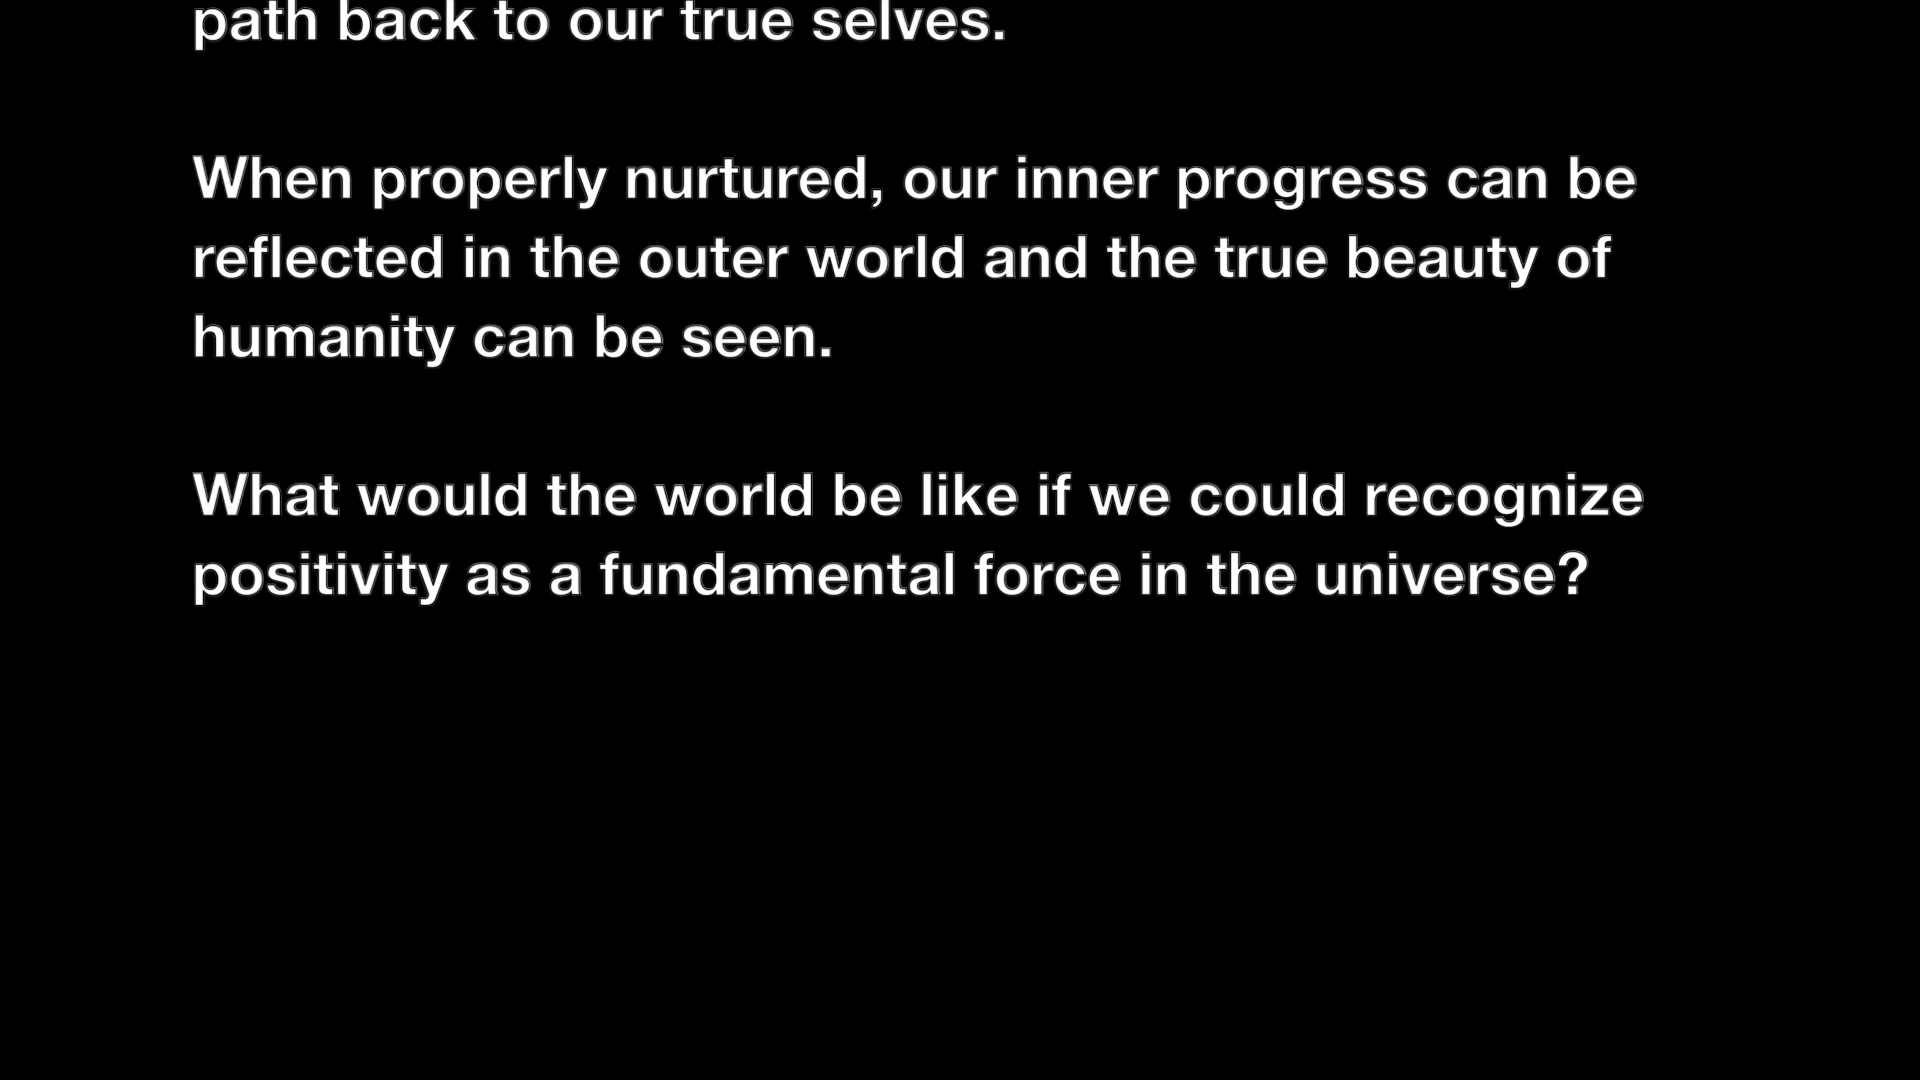 path back to our true selves.
When properly nurtured, our inner progress can be
reflected in the outer world and the true beauty of
humanity can be seen.
What would the world be like if we could recognize
positivity as a fundamental force in the universe?